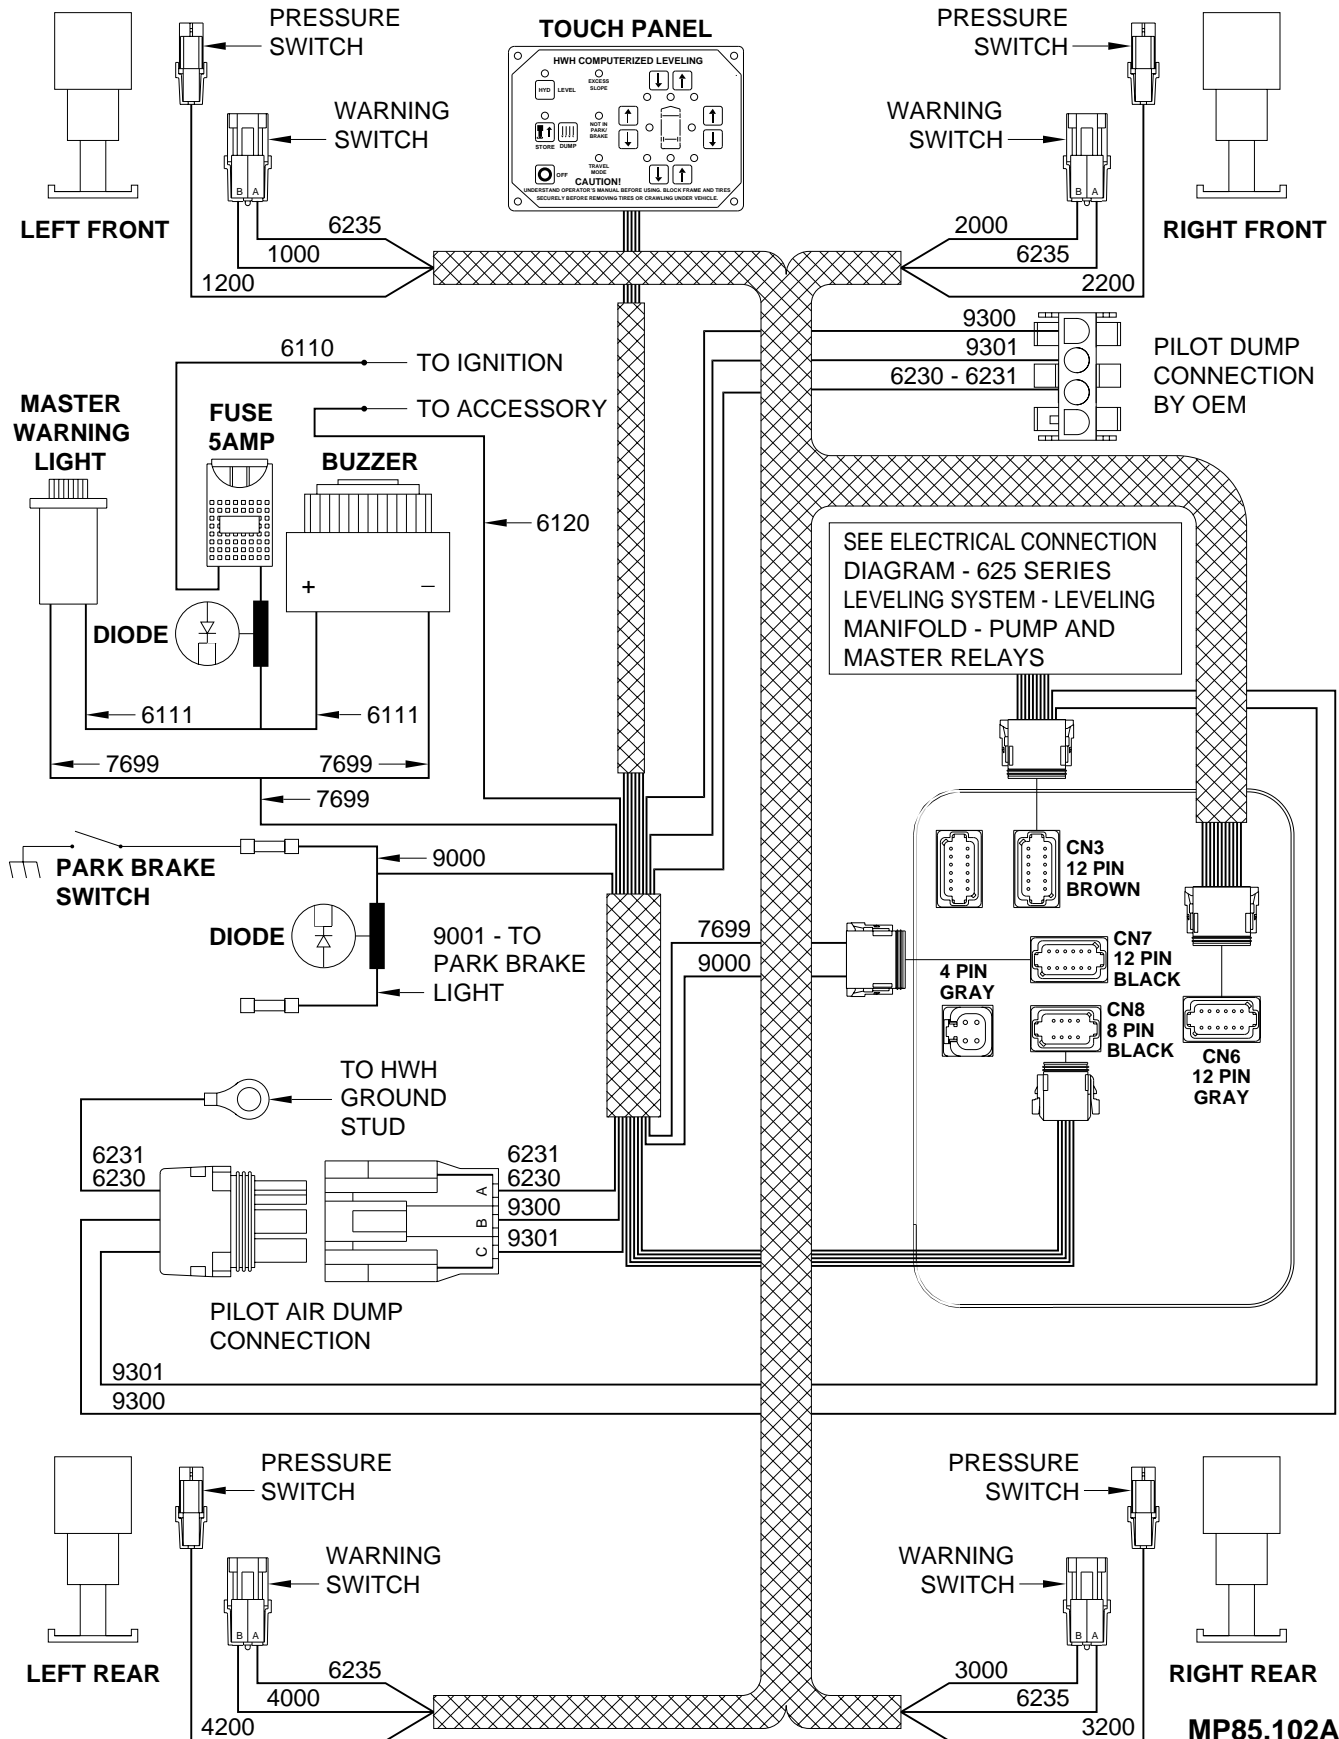 PRESSURE
SWITCH
WARNING
SWITCH
B A
LEFT FRONT
6235
1000
1200
TOUCH PANEL
HWH COMPUTERIZED LEVELING
HYD
LEVEL
EXCESS
SLOPE
NOT IN
PARK/
BRAKE
STORE DUMP
TRAVEL
MODE
OFF
CAUTION!
UNDERSTAND OPERATOR'S MANUAL BEFORE USING. BLOCK FRAME AND TIRES
SECURELY BEFORE REMOVING TIRES OR CRAWLING UNDER VEHICLE.
PRESSURE
SWITCH
WARNING
SWITCH
B A
RIGHT FRONT
2000
6235
2200
9300
9301
6230 - 6231
PILOT DUMP
CONNECTION
BY OEM
6110
TO IGNITION
TO ACCESSORY
MASTER
WARNING
LIGHT
FUSE
5AMP
BUZZER
+ –
6120
DIODE
6111
6111
7699
7699
7699
SEE ELECTRICAL CONNECTION
DIAGRAM - 625 SERIES
LEVELING SYSTEM - LEVELING
MANIFOLD - PUMP AND
MASTER RELAYS
PARK BRAKE
SWITCH
9000
DIODE
9001 - TO
PARK BRAKE
LIGHT
7699
9000
CN3
12 PIN
BROWN
CN7
12 PIN
BLACK
4 PIN
GRAY
CN8
8 PIN
BLACK
CN6
12 PIN
GRAY
TO HWH
GROUND
STUD
6231
6230
A
B
C
6231
6230
9300
9301
PILOT AIR DUMP
CONNECTION
9301
9300
PRESSURE
SWITCH
WARNING
SWITCH
B A
LEFT REAR
6235
4000
4200
PRESSURE
SWITCH
WARNING
SWITCH
B A
RIGHT REAR
3000
6235
3200
MP85.102A